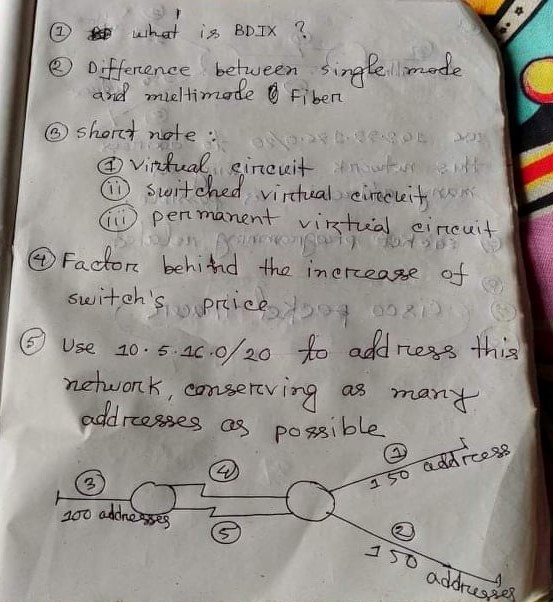 ① what is BDIX ?
② Difference between single mode
and multimode Fiber
③ short note :
① virtual circuit
ⅱ switched virtual circuit
ⅲ permanent virtual circuit
④ Factor behind the increase of
switch's price
⑤ Use 10.5.16.0/20 to address this
network, conserving as many
addresses as possible
① 150 address
③ 100 addresses
④
⑤
② 150 addresses